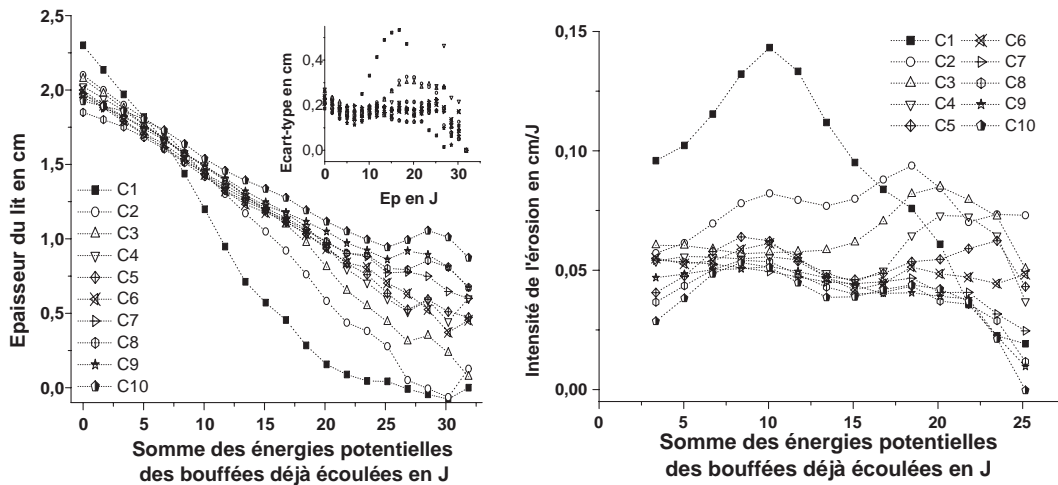 2,5
2,0
1,5
1,0
0,5
0,0
Epaisseur du lit en cm
0 5 10 15 20 25 30
Somme des énergies potentielles
des bouffées déjà écoulées en J
C1
C2
C3
C4
C5
C6
C7
C8
C9
C10
0,4
0,2
0,0
Ecart-type en cm
0 10 20 30
Ep en J
0,15
0,10
0,05
0,00
Intensité de l'érosion en cm/J
0 5 10 15 20 25
Somme des énergies potentielles
des bouffées déjà écoulées en J
C1 C6
C2 C7
C3 C8
C4 C9
C5 C10